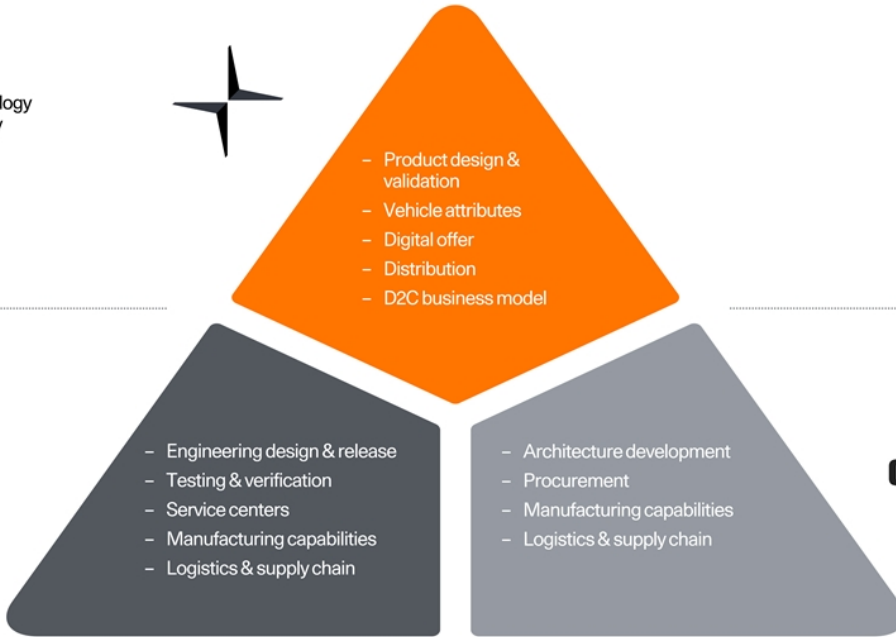 – Product design &
validation
– Vehicle attributes
– Digital offer
– Distribution
– D2C business model
– Engineering design & release
– Testing & verification
– Service centers
– Manufacturing capabilities
– Logistics & supply chain
– Architecture development
– Procurement
– Manufacturing capabilities
– Logistics & supply chain